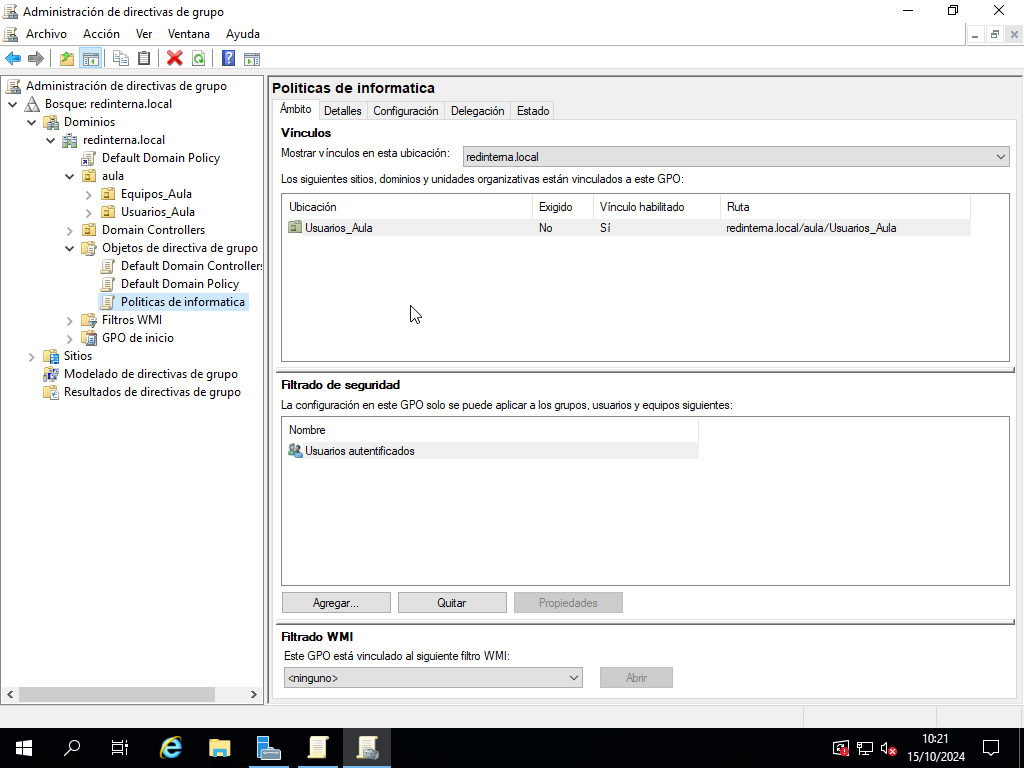 Administración de directivas de grupo
Archivo Acción Ver Ventana Ayuda
Administración de directivas de grupo
Bosque: redinterna.local
Dominios
redinterna.local
Default Domain Policy
aula
Equipos_Aula
Usuarios_Aula
Domain Controllers
Objetos de directiva de grupo
Default Domain Controllers
Default Domain Policy
Politicas de informatica
Filtros WMI
GPO de inicio
Sitios
Modelado de directivas de grupo
Resultados de directivas de grupo
Politicas de informatica
Ámbito Detalles Configuración Delegación Estado
Vínculos
Mostrar vínculos en esta ubicación: redinterna.local
Los siguientes sitios, dominios y unidades organizativas están vinculados a este GPO:
Ubicación Exigido Vínculo habilitado Ruta
Usuarios_Aula No Sí redinterna.local/aula/Usuarios_Aula
Filtrado de seguridad
La configuración en este GPO solo se puede aplicar a los grupos, usuarios y equipos siguientes:
Nombre
Usuarios autentificados
Agregar... Quitar Propiedades
Filtrado WMI
Este GPO está vinculado al siguiente filtro WMI:
<ninguno> Abrir
10:21
15/10/2024